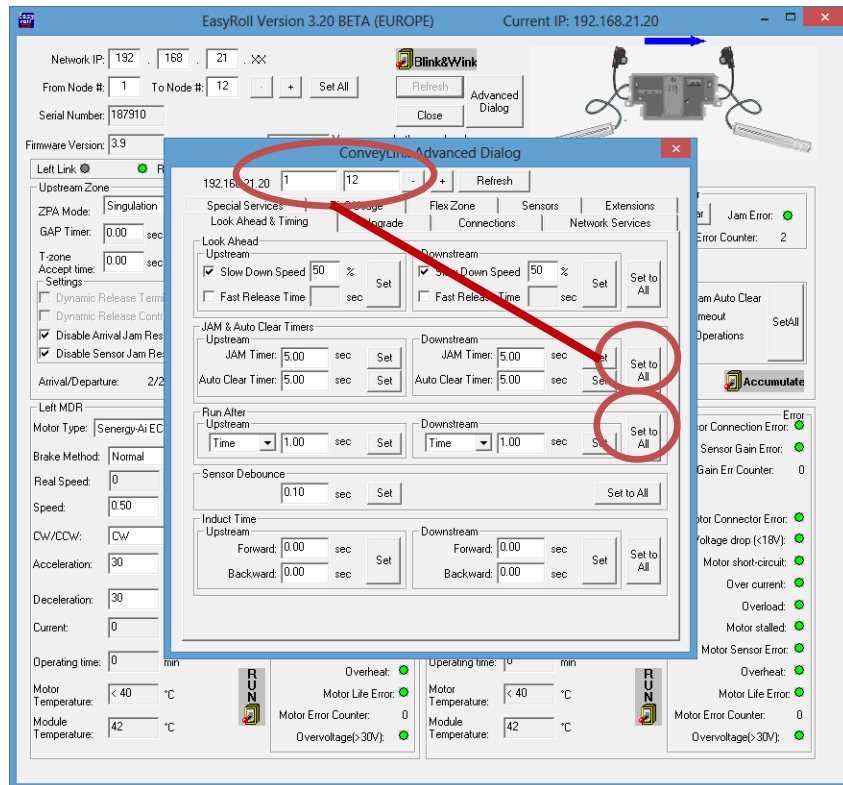 EasyRoll Version 3.20 BETA (EUROPE) Current IP: 192.168.21.20
Network IP: 192 . 168 . 21 . XX
Blink&Wink
From Node #: 1 To Node #: 12 - + Set All
Refresh
Advanced Dialog
Serial Number: 187910
Close
Firmware Version: 3.9
Left Link
Upstream Zone
ZPA Mode: Singulation
GAP Timer: 0.00 sec
T-zone Accept time: 0.00 sec
Settings
Dynamic Release
Dynamic Release
Disable Arrival Jam
Disable Sensor Jam
Arrival/Departure:
Jam Error:
Error Counter: 2
Auto Clear
Operations
SetAll
Accumulate
ConveyLink Advanced Dialog
192.168.21.20 1 12 - + Refresh
Special Services Flex Zone Sensors Extensions
Look Ahead & Timing Connections Network Services
Look Ahead
Upstream Downstream
Slow Down Speed 50 % Set Slow Down Speed 50 % Set Set to All
Fast Release Time sec Fast Release Time sec
JAM & Auto Clear Timers
Upstream Downstream
JAM Timer: 5.00 sec Set JAM Timer: 5.00 sec Set Set to All
Auto Clear Timer: 5.00 sec Set Auto Clear Timer: 5.00 sec Set
Run After
Upstream Downstream
Time 1.00 sec Set Time 1.00 sec Set Set to All
Sensor Debounce
0.10 sec Set Set to All
Induct Time
Upstream Downstream
Forward: 0.00 sec Set Forward: 0.00 sec Set Set to All
Backward: 0.00 sec Backward: 0.00 sec
Left MDR
Motor Type: Senergy-Ai EC
Brake Method: Normal
Real Speed: 0
Speed: 0.50
CW/CCW: CW
Acceleration: 30
Deceleration: 30
Current: 0
Operating time: 0 min
Motor Temperature: < 40 °C
Module Temperature: 42 °C
RUN
Overheat:
Motor Life Error:
Motor Error Counter: 0
Overvoltage(>30V):
Operating time: 0 min
Motor Temperature: < 40 °C
Module Temperature: 42 °C
RUN
Error
Connection Error:
Sensor Gain Error:
Gain Err Counter: 0
Connector Error:
drop (<18V):
Motor short-circuit:
Over current:
Overload:
Motor stalled:
Motor Sensor Error:
Overheat:
Motor Life Error:
Motor Error Counter: 0
Overvoltage(>30V):